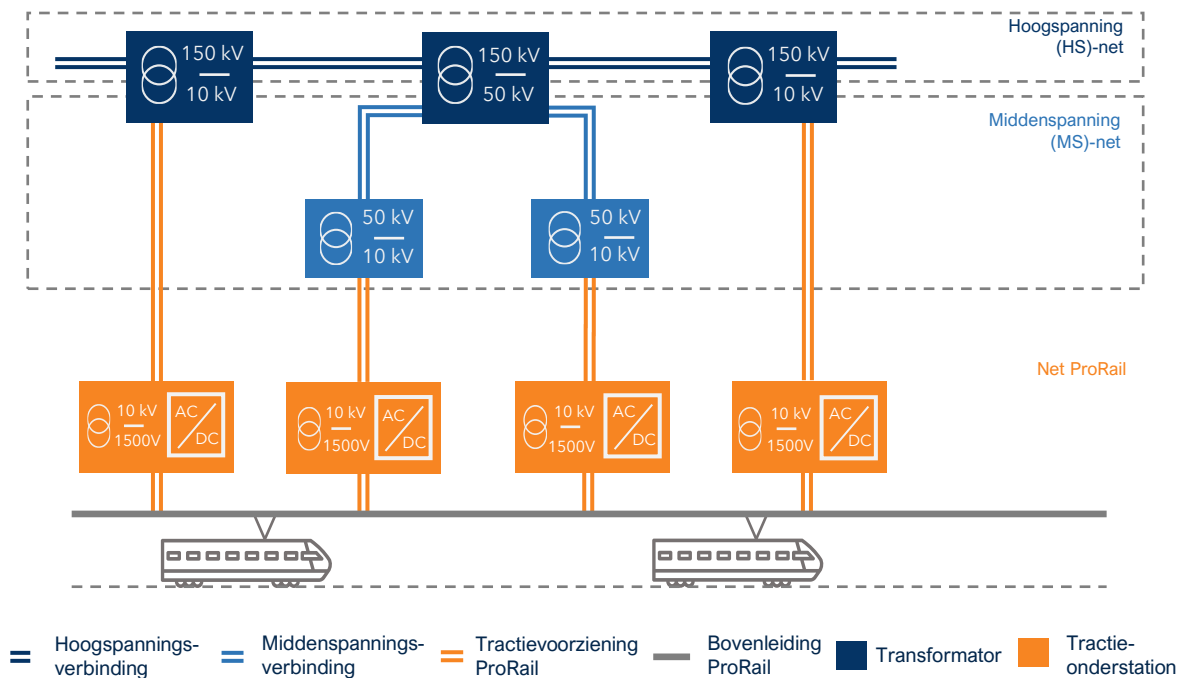 150 kV
10 kV
150 kV
50 kV
150 kV
10 kV
Hoogspanning
(HS)-net
Middenspanning
(MS)-net
50 kV
10 kV
50 kV
10 kV
Net ProRail
10 kV
1500V
AC
DC
10 kV
1500V
AC
DC
10 kV
1500V
AC
DC
10 kV
1500V
AC
DC
Hoogspannings-
verbinding
Middenspannings-
verbinding
Tractievoorziening
ProRail
Bovenleiding
ProRail
Transformator
Tractie-
onderstation